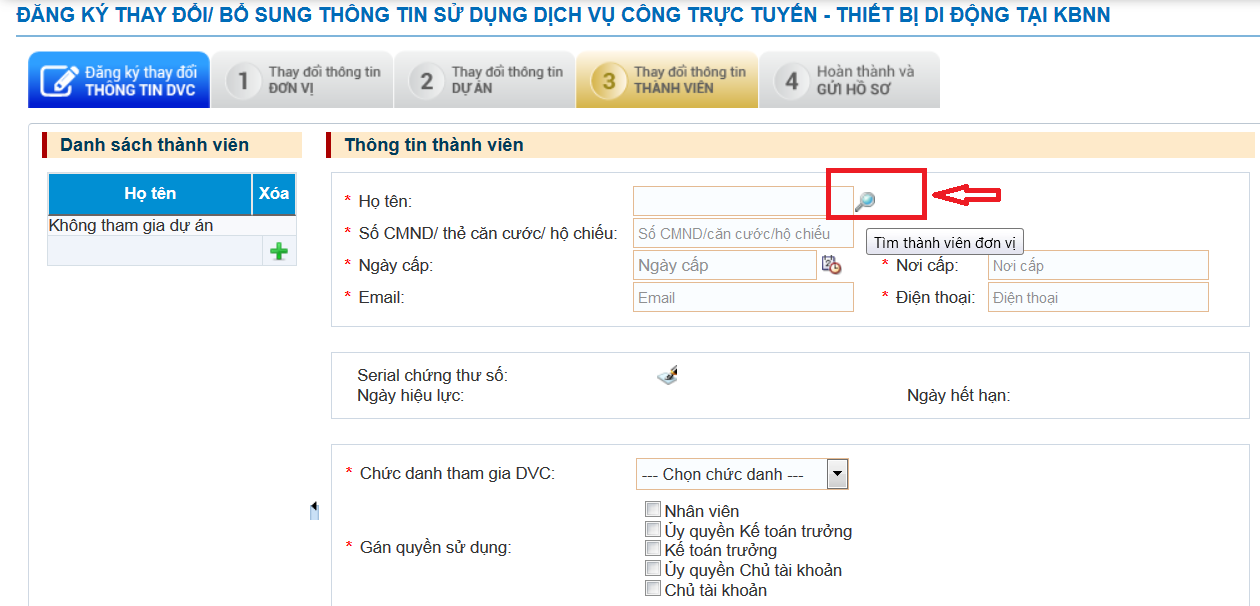 ĐĂNG KÝ THAY ĐỔI/ BỔ SUNG THÔNG TIN SỬ DỤNG DỊCH VỤ CÔNG TRỰC TUYẾN - THIẾT BỊ DI ĐỘNG TẠI KBNN
Đăng ký thay đổi
THÔNG TIN DVC
1
Thay đổi thông tin
ĐƠN VỊ
2
Thay đổi thông tin
DỰ ÁN
3
Thay đổi thông tin
THÀNH VIÊN
4
Hoàn thành và
GỬI HỒ SƠ
Danh sách thành viên
Họ tên Xóa
Không tham gia dự án
Thông tin thành viên
* Họ tên:
* Số CMND/ thẻ căn cước/ hộ chiếu: Số CMND/căn cước/hộ chiếu
Tìm thành viên đơn vị
* Ngày cấp: Ngày cấp * Nơi cấp: Nơi cấp
* Email: Email * Điện thoại: Điện thoại
Serial chứng thư số:
Ngày hiệu lực: Ngày hết hạn:
* Chức danh tham gia DVC: --- Chọn chức danh ---
* Gán quyền sử dụng:
Nhân viên
Ủy quyền Kế toán trưởng
Kế toán trưởng
Ủy quyền Chủ tài khoản
Chủ tài khoản